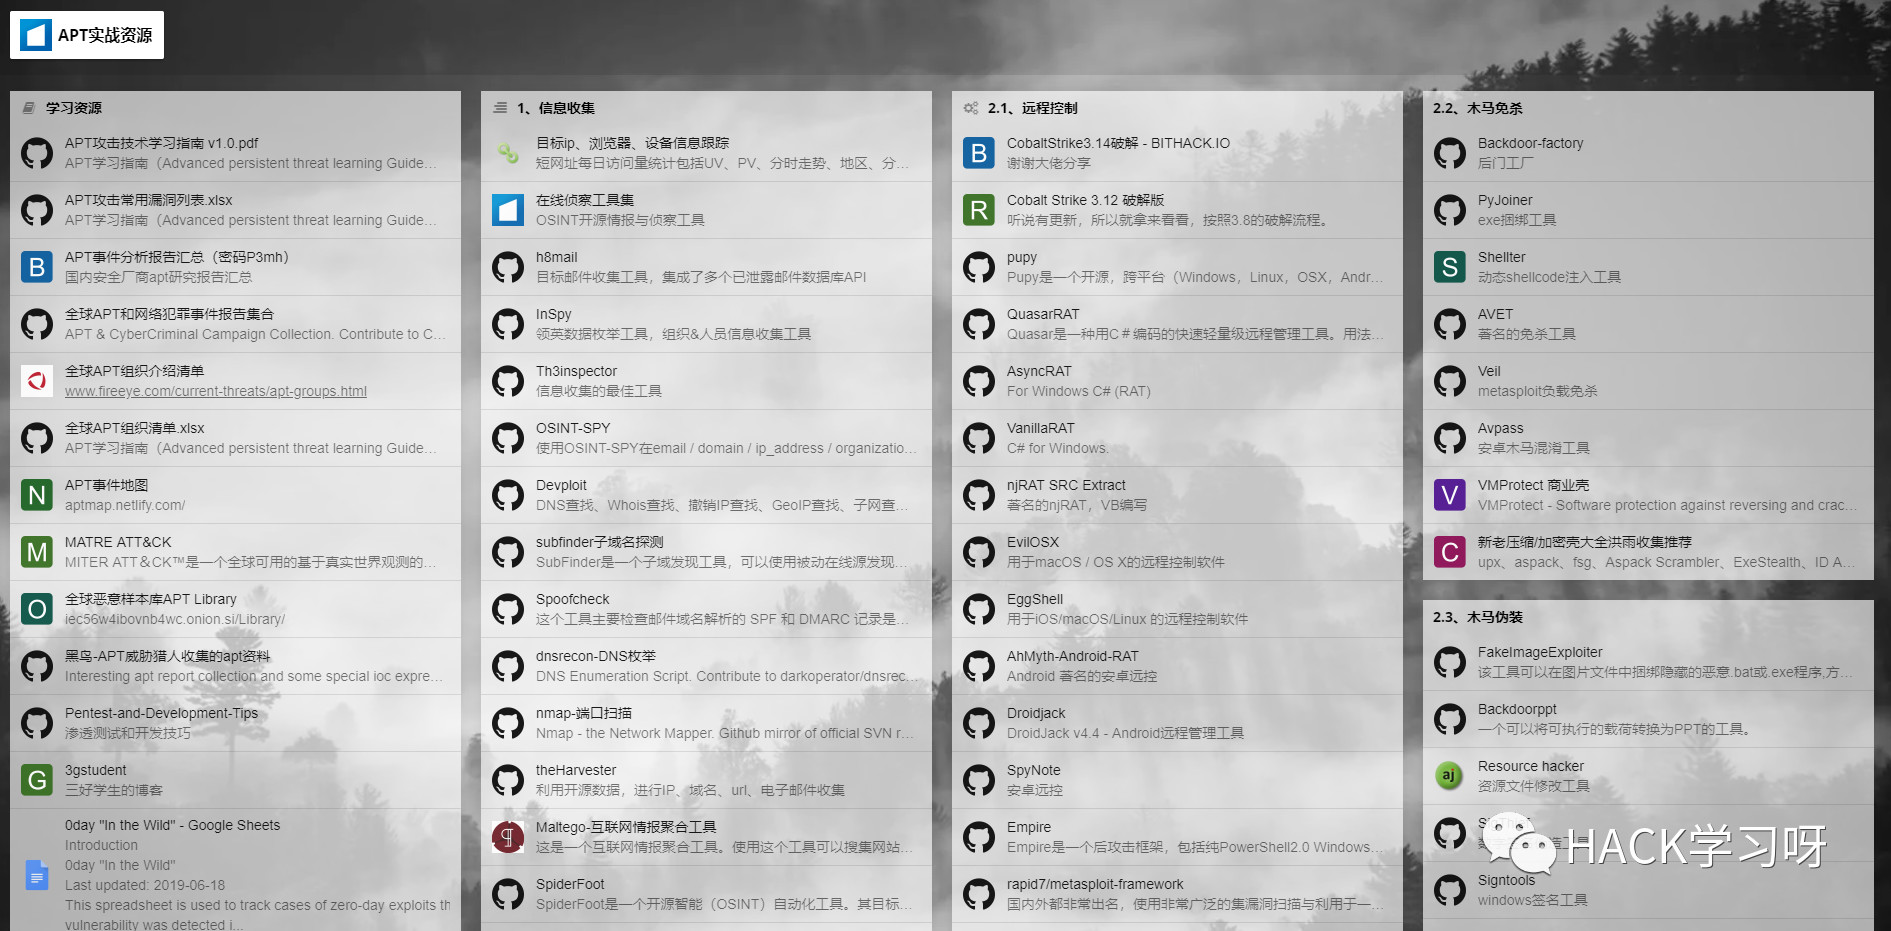 APT实战资源
学习资源
APT攻击技术学习指南 v1.0.pdf
APT学习指南（Advanced persistent threat learning Guide...
APT攻击常用漏洞列表.xlsx
APT学习指南（Advanced persistent threat learning Guide...
B
APT事件分析报告汇总（密码P3mh）
国内安全厂商apt研究报告汇总
全球APT和网络犯罪事件报告集合
APT & CyberCriminal Campaign Collection. Contribute to C...
全球APT组织介绍清单
www.fireeye.com/current-threats/apt-groups.html
全球APT组织清单.xlsx
APT学习指南（Advanced persistent threat learning Guide...
N
APT事件地图
aptmap.netlify.com/
M
MATRE ATT&CK
MITER ATT＆CK™是一个全球可用的基于真实世界观测的...
O
全球恶意样本库APT Library
iec56w4ibovnb4wc.onion.si/Library/
黑鸟-APT威胁猎人收集的apt资料
Interesting apt report collection and some special ioc expre...
Pentest-and-Development-Tips
渗透测试和开发技巧
G
3gstudent
三好学生的博客
0day "In the Wild" - Google Sheets
Introduction
0day "In the Wild"
Last updated: 2019-06-18
This spreadsheet is used to track cases of zero-day exploits th
vulnerability was detected i...
1、信息收集
目标ip、浏览器、设备信息跟踪
短网址每日访问量统计包括UV、PV、分时走势、地区、分...
在线侦察工具集
OSINT开源情报与侦察工具
h8mail
目标邮件收集工具，集成了多个已泄露邮件数据库API
InSpy
领英数据枚举工具，组织&人员信息收集工具
Th3inspector
信息收集的最佳工具
OSINT-SPY
使用OSINT-SPY在email / domain / ip_address / organizatio...
Devploit
DNS查找、Whois查找、撤销IP查找、GeoIP查找、子网查...
subfinder子域名探测
SubFinder是一个子域发现工具，可以使用被动在线源发现...
Spoofcheck
这个工具主要检查邮件域名解析的 SPF 和 DMARC 记录是...
dnsrecon-DNS枚举
DNS Enumeration Script. Contribute to darkoperator/dnsrec...
nmap-端口扫描
Nmap - the Network Mapper. Github mirror of official SVN r...
theHarvester
利用开源数据，进行IP、域名、url、电子邮件收集
Maltego-互联网情报聚合工具
这是一个互联网情报聚合工具。使用这个工具可以搜集网站...
SpiderFoot
SpiderFoot是一个开源智能（OSINT）自动化工具。其目标...
2.1、远程控制
B
CobaltStrike3.14破解 - BITHACK.IO
谢谢大佬分享
R
Cobalt Strike 3.12 破解版
听说有更新，所以就拿来看看，按照3.8的破解流程。
pupy
Pupy是一个开源，跨平台（Windows，Linux，OSX，Andr...
QuasarRAT
Quasar是一种用C＃编码的快速轻量级远程管理工具。用法...
AsyncRAT
For Windows C# (RAT)
VanillaRAT
C# for Windows.
njRAT SRC Extract
著名的njRAT，VB编写
EvilOSX
用于macOS / OS X的远程控制软件
EggShell
用于iOS/macOS/Linux 的远程控制软件
AhMyth-Android-RAT
Android 著名的安卓远控
Droidjack
DroidJack v4.4 - Android远程管理工具
SpyNote
安卓远控
Empire
Empire是一个后攻击框架，包括纯PowerShell2.0 Windows...
rapid7/metasploit-framework
国内外都非常出名，使用非常广泛的集漏洞扫描与利用于一...
2.2、木马免杀
Backdoor-factory
后门工厂
PyJoiner
exe捆绑工具
S
Shellter
动态shellcode注入工具
AVET
著名的免杀工具
Veil
metasploit负载免杀
Avpass
安卓木马混淆工具
V
VMProtect 商业壳
VMProtect - Software protection against reversing and crac...
C
新老压缩/加密壳大全洪雨收集推荐
upx、aspack、fsg、Aspack Scrambler、ExeStealth、ID A...
2.3、木马伪装
FakeImageExploiter
该工具可以在图片文件中捆绑隐藏的恶意.bat或.exe程序,方...
Backdoorppt
一个可以将可执行的载荷转换为PPT的工具。
aj
Resource hacker
资源文件修改工具
HACK学习呀
Signtools
windows签名工具